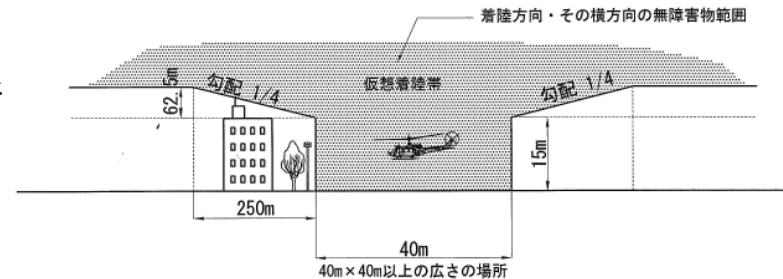 着陸方向・その横方向の無障害物範囲
勾配 1/4
仮想着陸帯
勾配 1/4
62.5m
15m
250m
40m
40m×40m以上の広さの場所